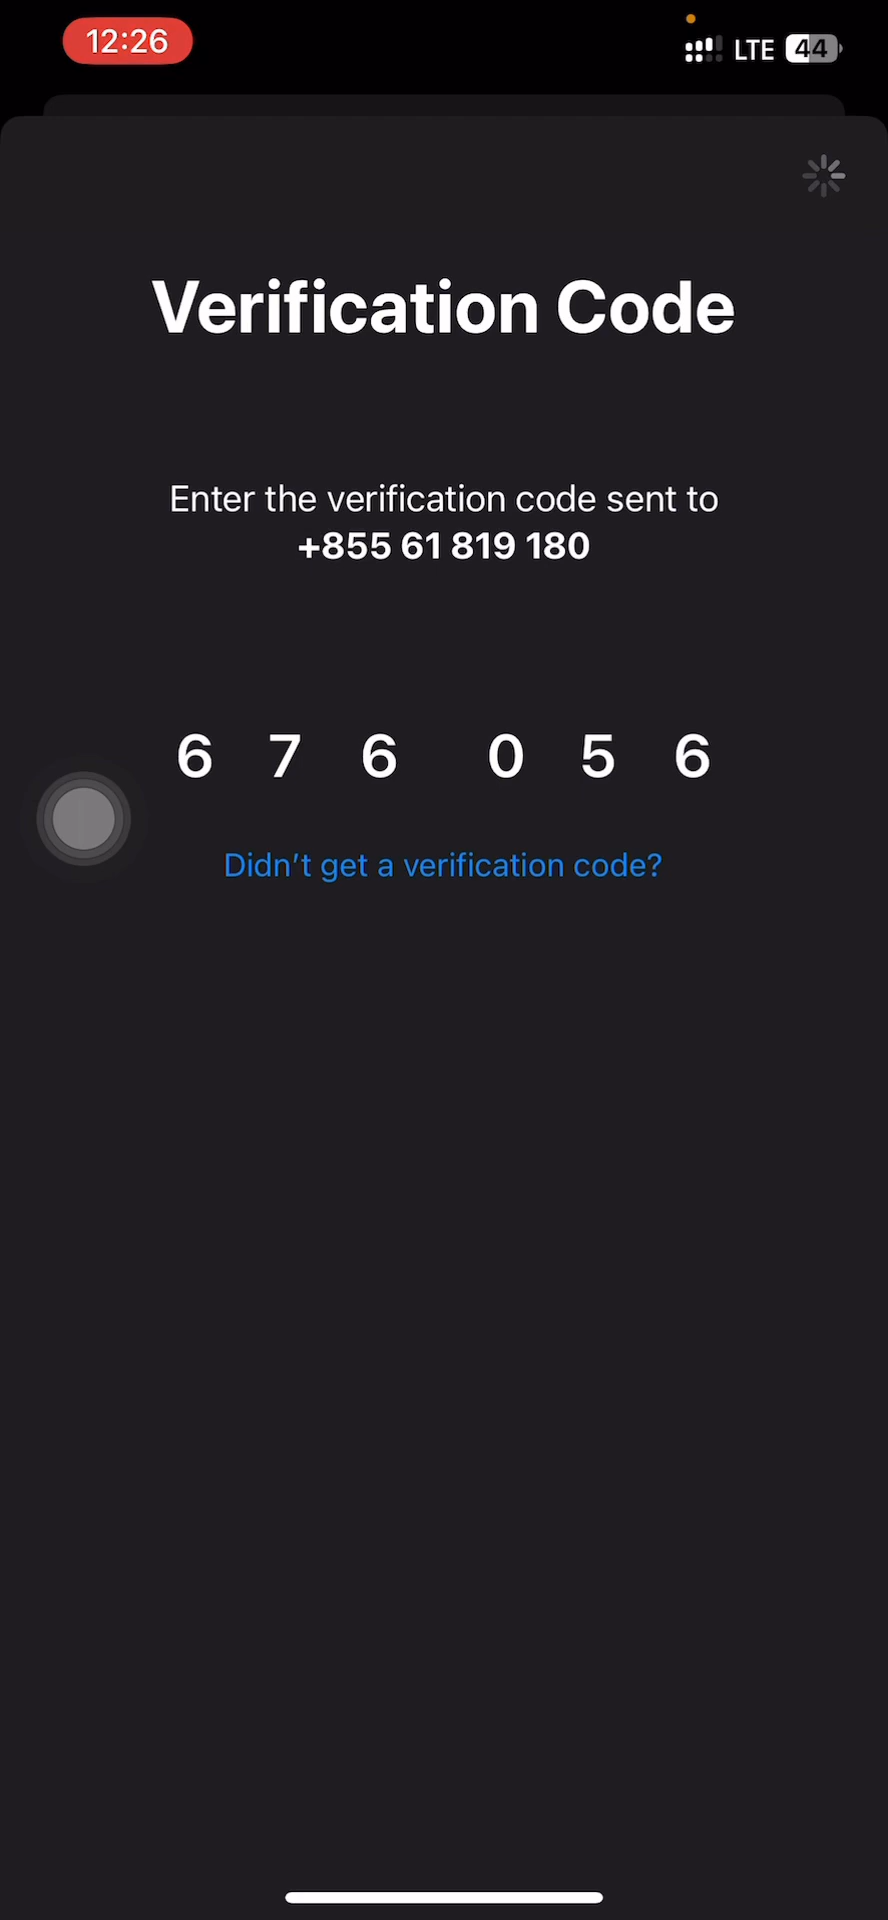 12:26
LTE 44
Verification Code
Enter the verification code sent to
+855 61 819 180
6 7 6 0 5 6
Didn't get a verification code?